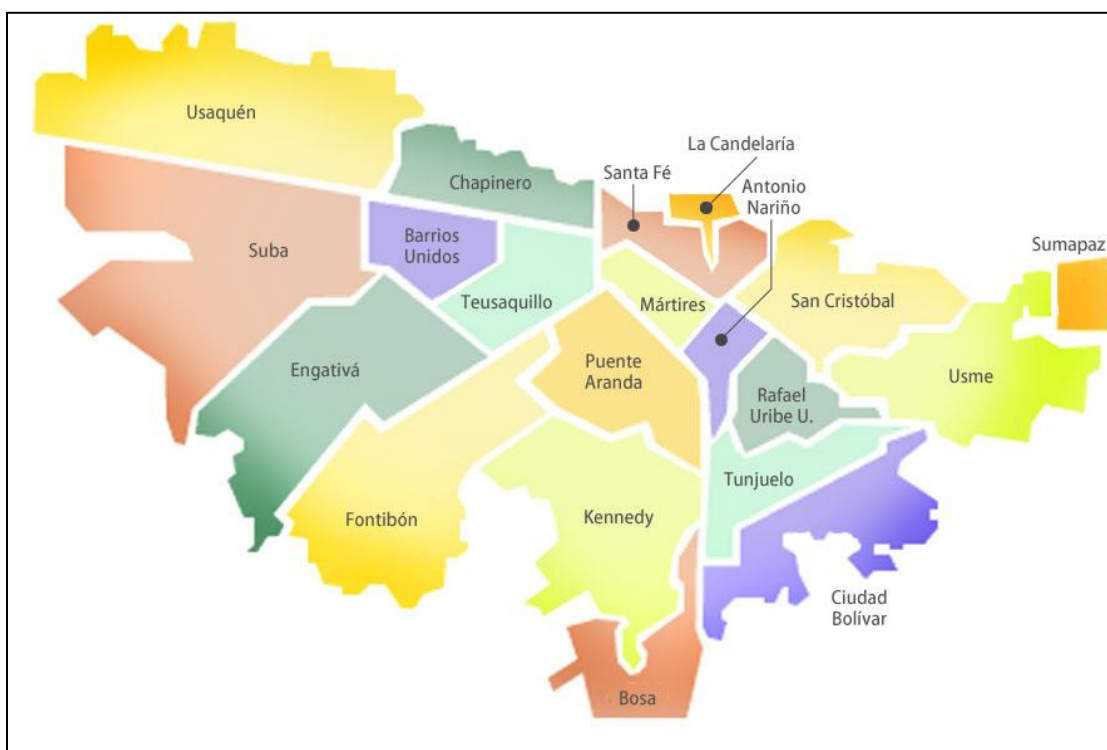 Usaquén
La Candelaría
Santa Fé
Chapinero
Antonio
Nariño
Suba
Barrios
Unidos
Sumapaz
Teusaquillo
Mártires
San Cristóbal
Engativá
Puente
Aranda
Usme
Rafael
Uribe U.
Tunjuelo
Fontibón
Kennedy
Ciudad
Bolívar
Bosa